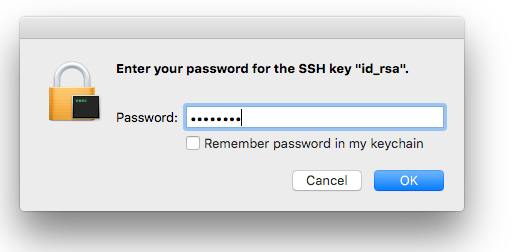 Enter your password for the SSH key "id_rsa".
Password: ••••••••
Remember password in my keychain
Cancel OK